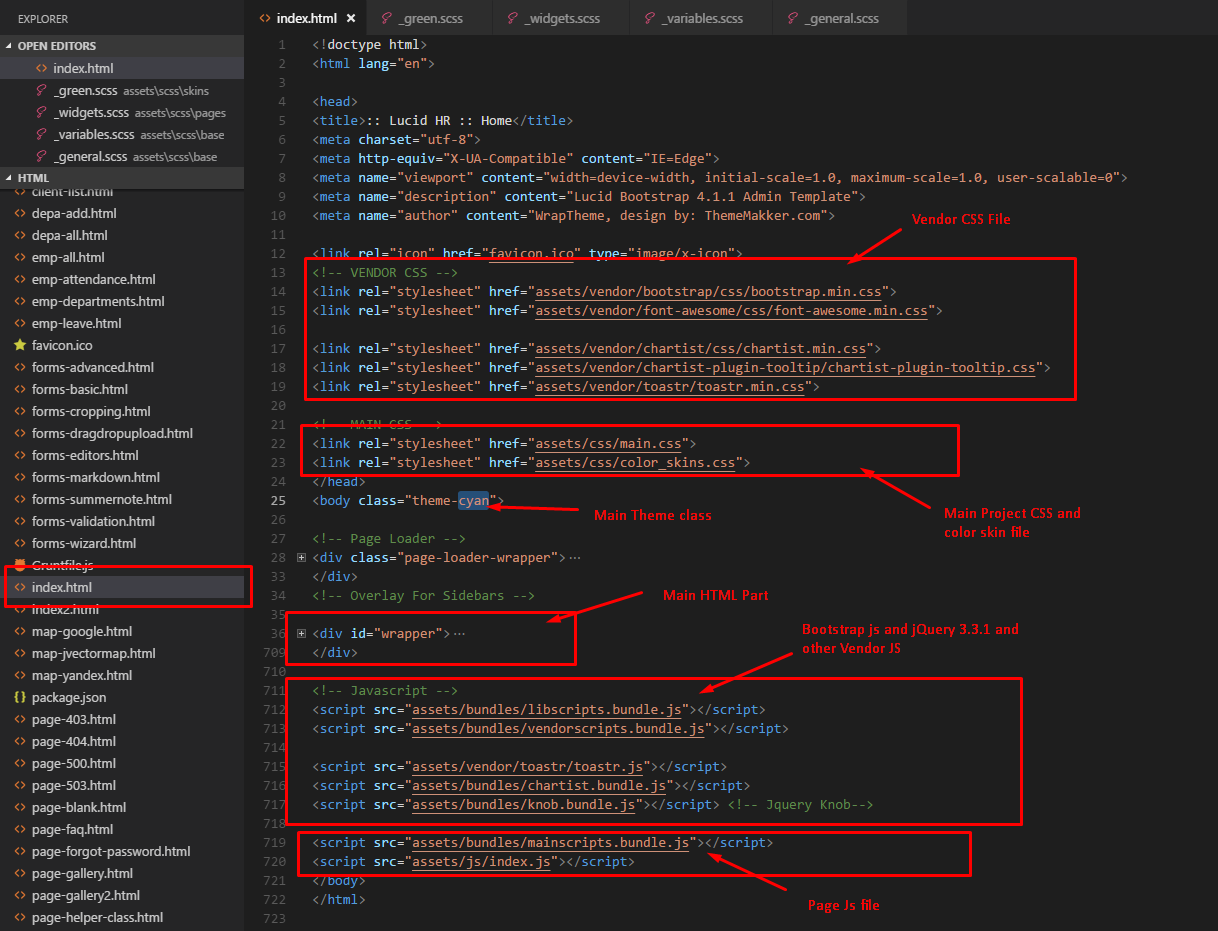 EXPLORER
OPEN EDITORS
index.html
_green.scss assets\scss\skins
_widgets.scss assets\scss\pages
_variables.scss assets\scss\base
_general.scss assets\scss\base
HTML
client-list.html
depa-add.html
depa-all.html
emp-all.html
emp-attendance.html
emp-departments.html
emp-leave.html
favicon.ico
forms-advanced.html
forms-basic.html
forms-cropping.html
forms-dragdropupload.html
forms-editors.html
forms-markdown.html
forms-summernote.html
forms-validation.html
forms-wizard.html
Gruntfile.js
index.html
index2.html
map-google.html
map-jvectormap.html
map-yandex.html
package.json
page-403.html
page-404.html
page-500.html
page-503.html
page-blank.html
page-faq.html
page-forgot-password.html
page-gallery.html
page-gallery2.html
page-helper-class.html
index.html × _green.scss _widgets.scss _variables.scss _general.scss
1 <!doctype html>
2 <html lang="en">
3
4 <head>
5 <title>:: Lucid HR :: Home</title>
6 <meta charset="utf-8">
7 <meta http-equiv="X-UA-Compatible" content="IE=Edge">
8 <meta name="viewport" content="width=device-width, initial-scale=1.0, maximum-scale=1.0, user-scalable=0">
9 <meta name="description" content="Lucid Bootstrap 4.1.1 Admin Template">
10 <meta name="author" content="WrapTheme, design by: ThemeMakker.com">
Vendor CSS File
11
12 <link rel="icon" href="favicon.ico" type="image/x-icon">
13 <!-- VENDOR CSS -->
14 <link rel="stylesheet" href="assets/vendor/bootstrap/css/bootstrap.min.css">
15 <link rel="stylesheet" href="assets/vendor/font-awesome/css/font-awesome.min.css">
16
17 <link rel="stylesheet" href="assets/vendor/chartist/css/chartist.min.css">
18 <link rel="stylesheet" href="assets/vendor/chartist-plugin-tooltip/chartist-plugin-tooltip.css">
19 <link rel="stylesheet" href="assets/vendor/toastr/toastr.min.css">
20
21 <!-- MAIN CSS -->
22 <link rel="stylesheet" href="assets/css/main.css">
23 <link rel="stylesheet" href="assets/css/color_skins.css">
24 </head>
25 <body class="theme-cyan">
Main Theme class
Main Project CSS and
color skin file
26
27 <!-- Page Loader -->
28 <div class="page-loader-wrapper">···
33 </div>
34 <!-- Overlay For Sidebars -->
Main HTML Part
35
36 <div id="wrapper">···
709 </div>
Bootstrap js and jQuery 3.3.1 and
other Vendor JS
710
711 <!-- Javascript -->
712 <script src="assets/bundles/libscripts.bundle.js"></script>
713 <script src="assets/bundles/vendorscripts.bundle.js"></script>
714
715 <script src="assets/vendor/toastr/toastr.js"></script>
716 <script src="assets/bundles/chartist.bundle.js"></script>
717 <script src="assets/bundles/knob.bundle.js"></script> <!-- Jquery Knob-->
718
719 <script src="assets/bundles/mainscripts.bundle.js"></script>
720 <script src="assets/js/index.js"></script>
721 </body>
722 </html>
723
Page Js file